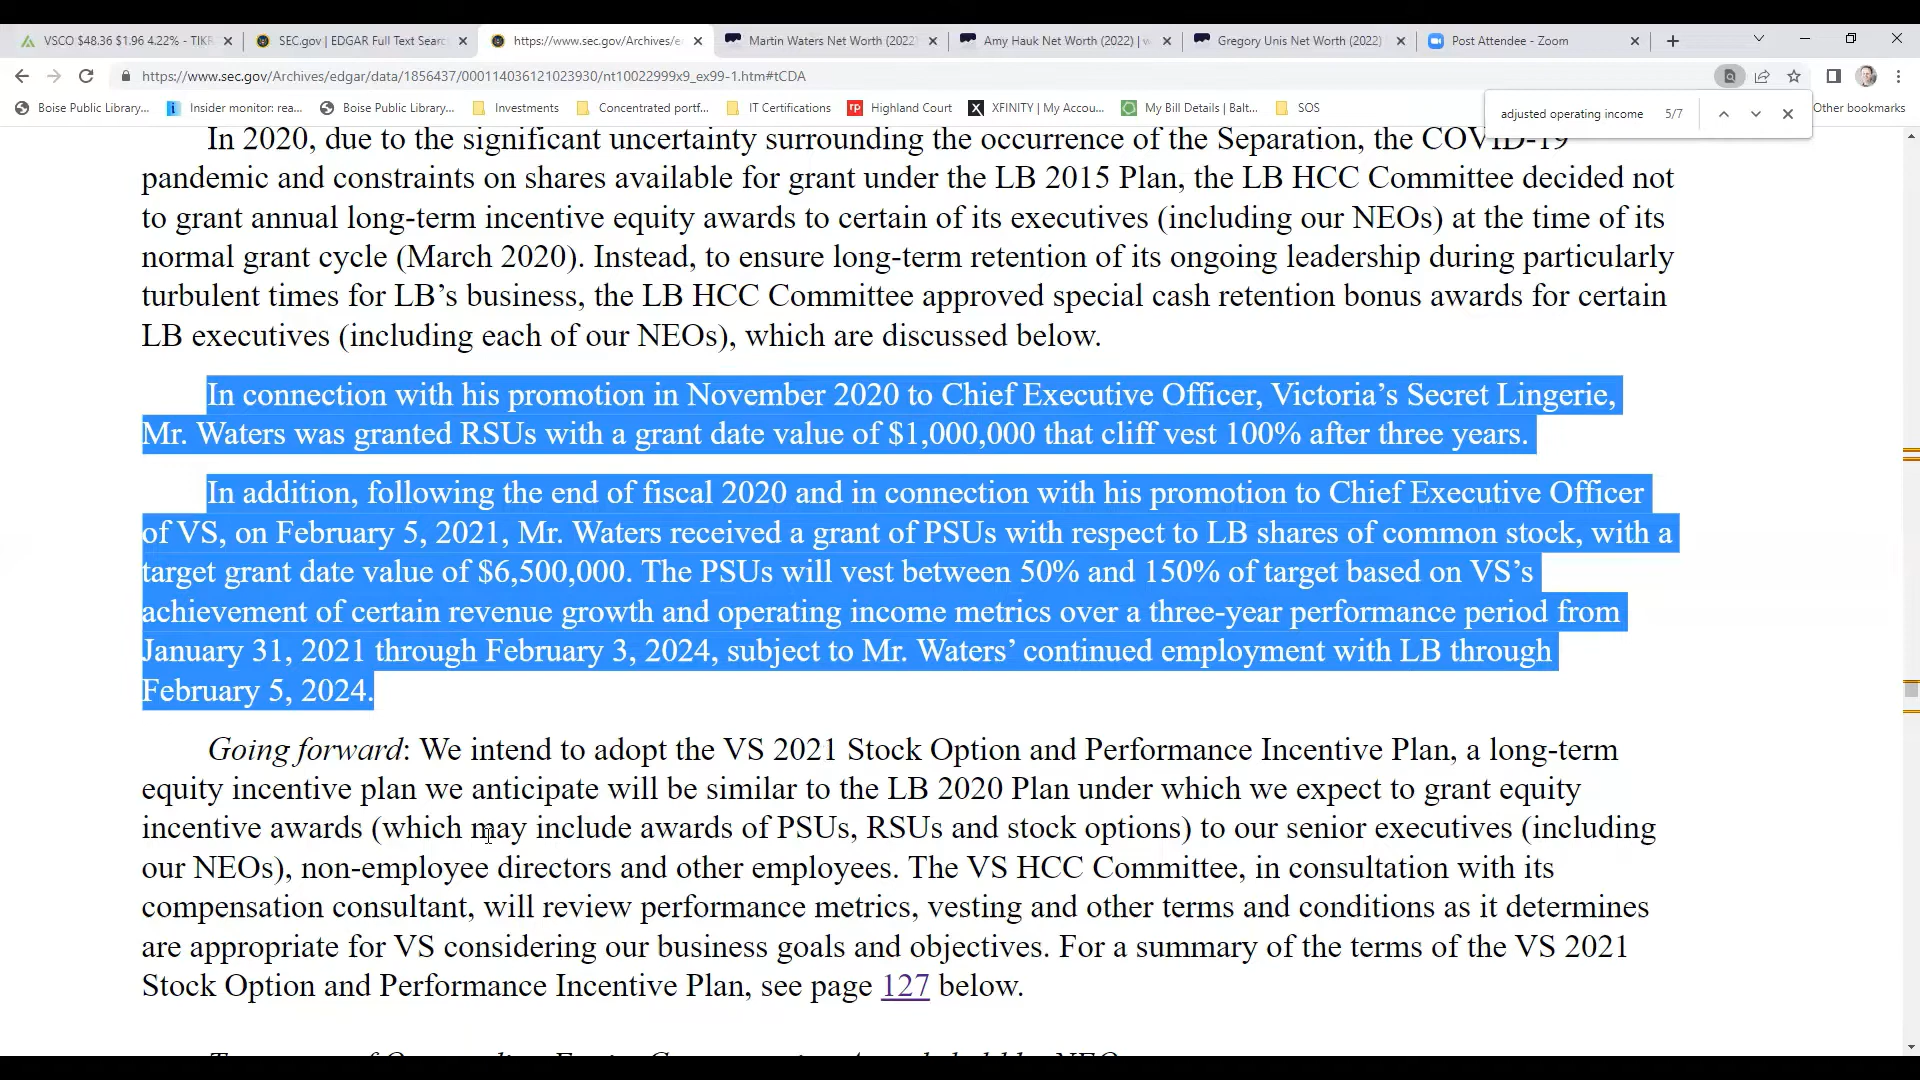 VSCO $48.36 $1.96 4.22% - TIKR
SEC.gov | EDGAR Full Text Searc
https://www.sec.gov/Archives/e
Martin Waters Net Worth (2022)
Amy Hauk Net Worth (2022) |
Gregory Unis Net Worth (2022)
Post Attendee - Zoom
https://www.sec.gov/Archives/edgar/data/1856437/000114036121023930/nt10022999x9_ex99-1.htm#tCDA
Boise Public Library...
Insider monitor: rea...
Boise Public Library...
Investments
Concentrated portf...
IT Certifications
Highland Court
XFINITY | My Accou...
My Bill Details | Balt...
SOS
Other bookmarks
adjusted operating income 5/7
In 2020, due to the significant uncertainty surrounding the occurrence of the Separation, the COVID-19
pandemic and constraints on shares available for grant under the LB 2015 Plan, the LB HCC Committee decided not
to grant annual long-term incentive equity awards to certain of its executives (including our NEOs) at the time of its
normal grant cycle (March 2020). Instead, to ensure long-term retention of its ongoing leadership during particularly
turbulent times for LB’s business, the LB HCC Committee approved special cash retention bonus awards for certain
LB executives (including each of our NEOs), which are discussed below.
In connection with his promotion in November 2020 to Chief Executive Officer, Victoria’s Secret Lingerie,
Mr. Waters was granted RSUs with a grant date value of $1,000,000 that cliff vest 100% after three years.
In addition, following the end of fiscal 2020 and in connection with his promotion to Chief Executive Officer
of VS, on February 5, 2021, Mr. Waters received a grant of PSUs with respect to LB shares of common stock, with a
target grant date value of $6,500,000. The PSUs will vest between 50% and 150% of target based on VS’s
achievement of certain revenue growth and operating income metrics over a three-year performance period from
January 31, 2021 through February 3, 2024, subject to Mr. Waters’ continued employment with LB through
February 5, 2024.
Going forward: We intend to adopt the VS 2021 Stock Option and Performance Incentive Plan, a long-term
equity incentive plan we anticipate will be similar to the LB 2020 Plan under which we expect to grant equity
incentive awards (which may include awards of PSUs, RSUs and stock options) to our senior executives (including
our NEOs), non-employee directors and other employees. The VS HCC Committee, in consultation with its
compensation consultant, will review performance metrics, vesting and other terms and conditions as it determines
are appropriate for VS considering our business goals and objectives. For a summary of the terms of the VS 2021
Stock Option and Performance Incentive Plan, see page 127 below.